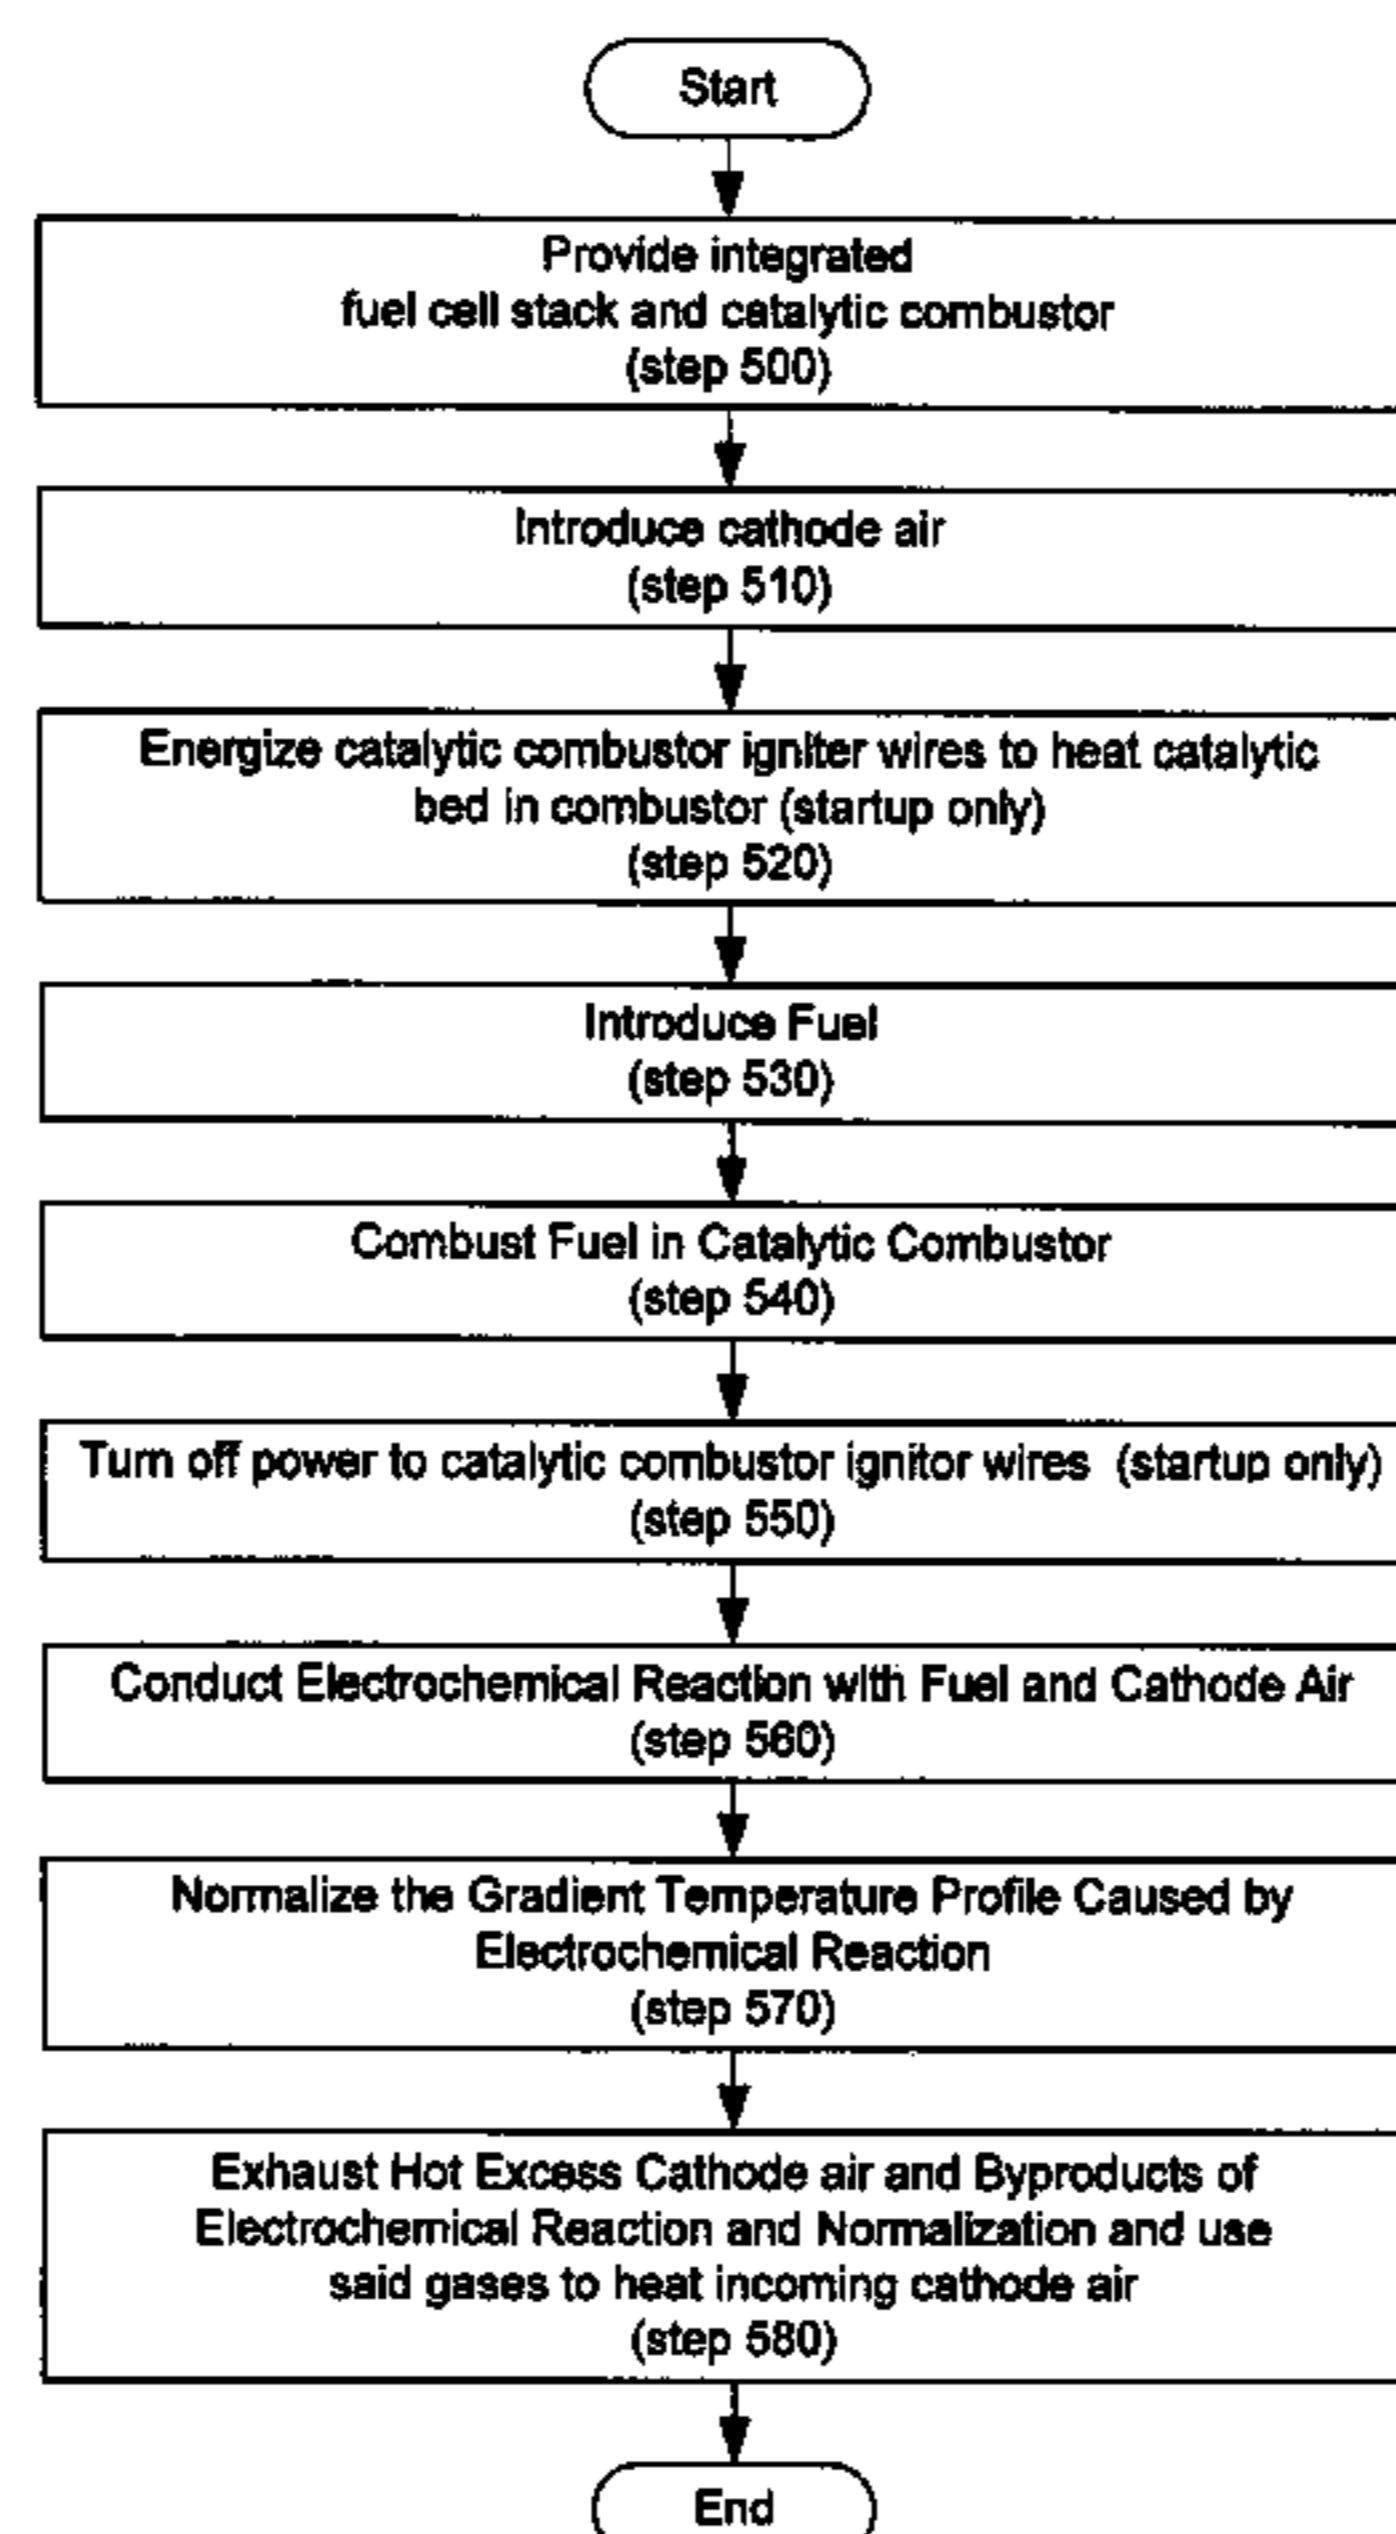 Start
Provide integrated
fuel cell stack and catalytic combustor
(step 500)
Introduce cathode air
(step 510)
Energize catalytic combustor igniter wires to heat catalytic
bed in combustor (startup only)
(step 520)
Introduce Fuel
(step 530)
Combust Fuel in Catalytic Combustor
(step 540)
Turn off power to catalytic combustor ignitor wires (startup only)
(step 550)
Conduct Electrochemical Reaction with Fuel and Cathode Air
(step 560)
Normalize the Gradient Temperature Profile Caused by
Electrochemical Reaction
(step 570)
Exhaust Hot Excess Cathode air and Byproducts of
Electrochemical Reaction and Normalization and use
said gases to heat incoming cathode air
(step 580)
End